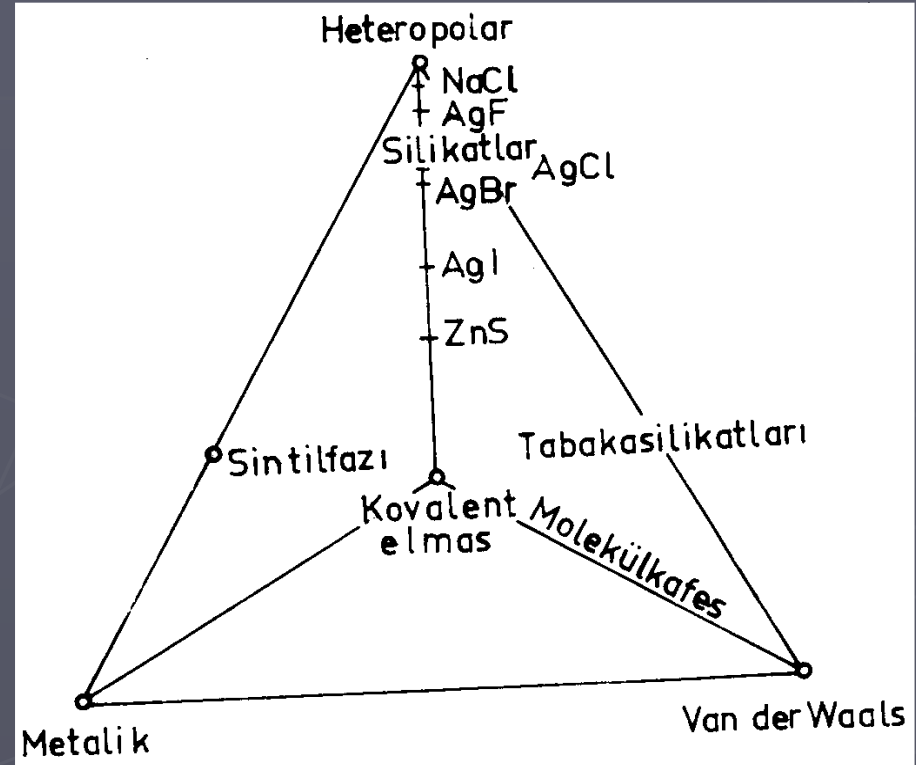 Heteropolar
NaCl
AgF
Silikatlar
AgCl
AgBr
AgI
ZnS
Sintilfazı
Tabakasilikatları
Kovalent
elmas
Molekülkafes
Metalik
Van der Waals